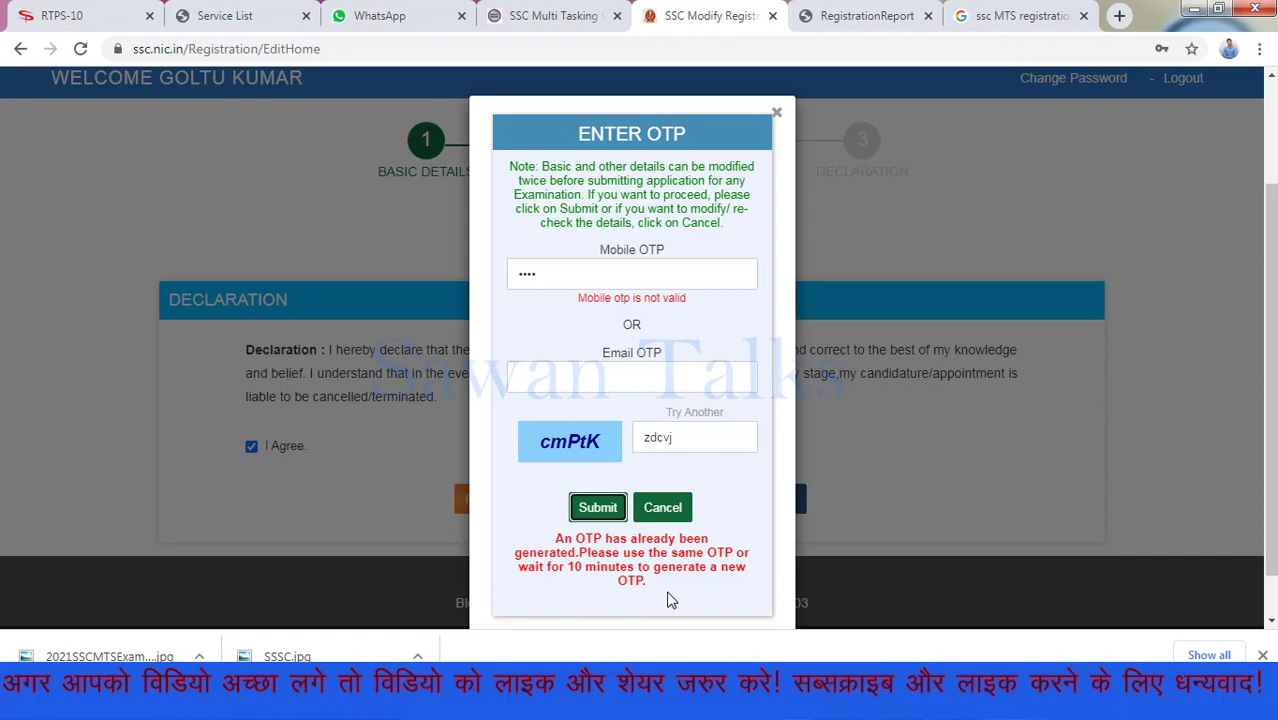 RTPS-10
Service List
WhatsApp
SSC Multi Tasking
SSC Modify Regist
RegistrationReport
ssc MTS registratio
ssc.nic.in/Registration/EditHome
WELCOME GOLTU KUMAR
Change Password - Logout
1
3
BASIC DETAILS
DECLARATION
ENTER OTP
Note: Basic and other details can be modified
twice before submitting application for any
Examination. If you want to proceed, please
click on Submit or if you want to modify/ re-
check the details, click on Cancel.
Mobile OTP
••••
Mobile otp is not valid
OR
Email OTP
Try Another
cmPtK
zdcvj
Submit
Cancel
An OTP has already been
generated.Please use the same OTP or
wait for 10 minutes to generate a new
OTP.
DECLARATION
Declaration : I hereby declare that the
and correct to the best of my knowledge
and belief. I understand that in the eve
stage,my candidature/appointment is
liable to be cancelled/terminated.
I Agree.
Sawan Talks
Blo
03
2021SSCMTSExam....jpg
SSSC.jpg
Show all
अगर आपको विडियो अच्छा लगे तो विडियो को लाइक और शेयर जरुर करे! सब्सक्राइब और लाइक करने के लिए धन्यवाद!